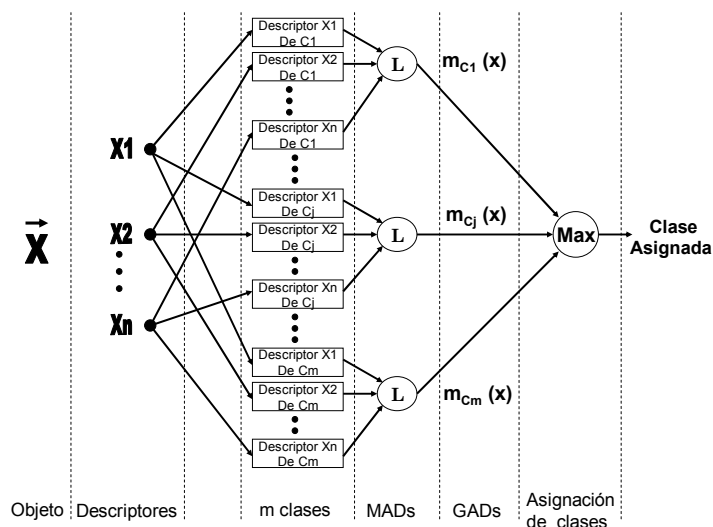 X
X1
X2
Xn
Descriptor X1
De C1
Descriptor X2
De C1
Descriptor Xn
De C1
Descriptor X1
De Cj
Descriptor X2
De Cj
Descriptor Xn
De Cj
Descriptor X1
De Cm
Descriptor X2
De Cm
Descriptor Xn
De Cm
L
L
L
mC1 (x)
mCj (x)
mCm (x)
Max
Clase
Asignada
Objeto
Descriptores
m clases
MADs
GADs
Asignación
de clases